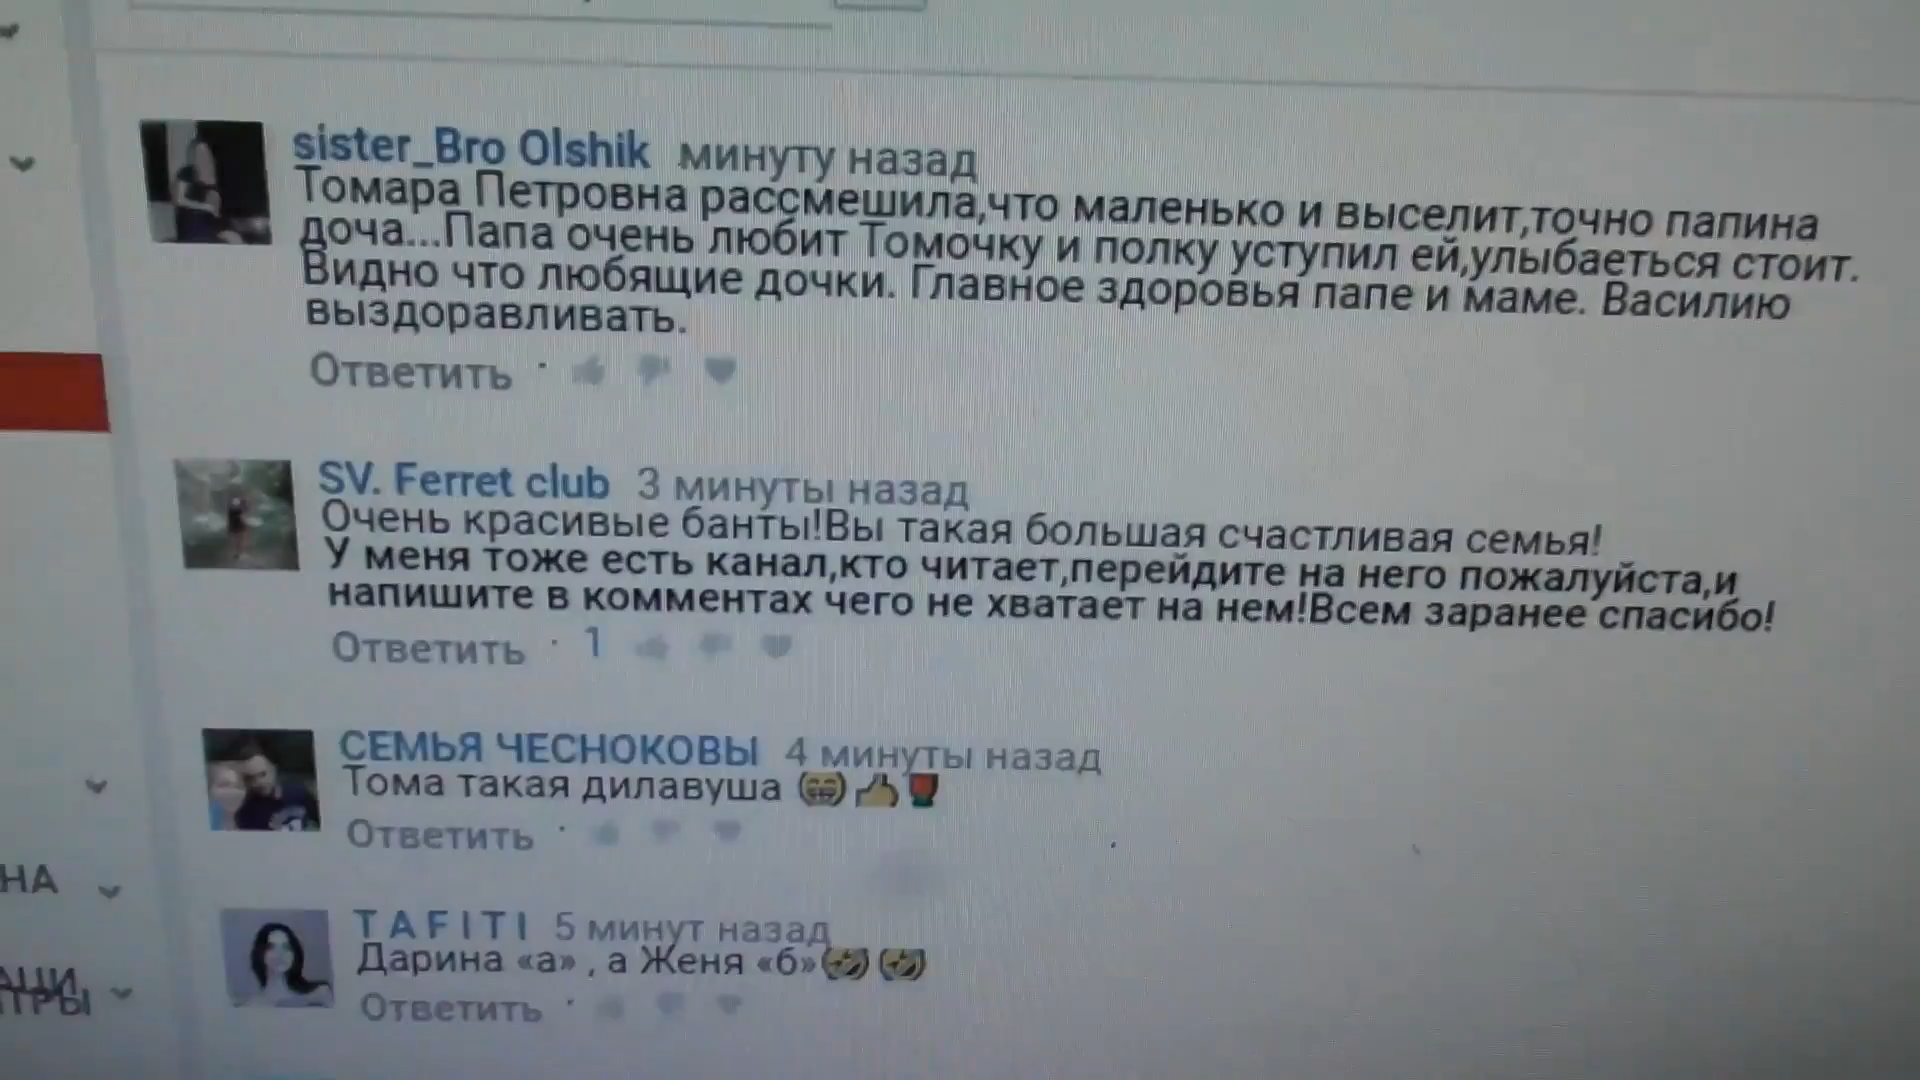 sister_Bro Olshik минуту назад
Томара Петровна рассмешила,что маленько и выселит,точно папина
доча...Папа очень любит Томочку и полку уступил ей,улыбаеться стоит.
Видно что любящие дочки. Главное здоровья папе и маме. Василию
выздоравливать.
Ответить
SV. Ferret club 3 минуты назад
Очень красивые банты!Вы такая большая счастливая семья!
У меня тоже есть канал,кто читает,перейдите на него пожалуйста,и
напишите в комментах чего не хватает на нем!Всем заранее спасибо!
Ответить · 1
СЕМЬЯ ЧЕСНОКОВЫ 4 минуты назад
Тома такая дилавуша 😁👍🌹
Ответить
T A F I T I 5 минут назад
Дарина «а» , а Женя «б»🤣 🤣
Ответить
НА